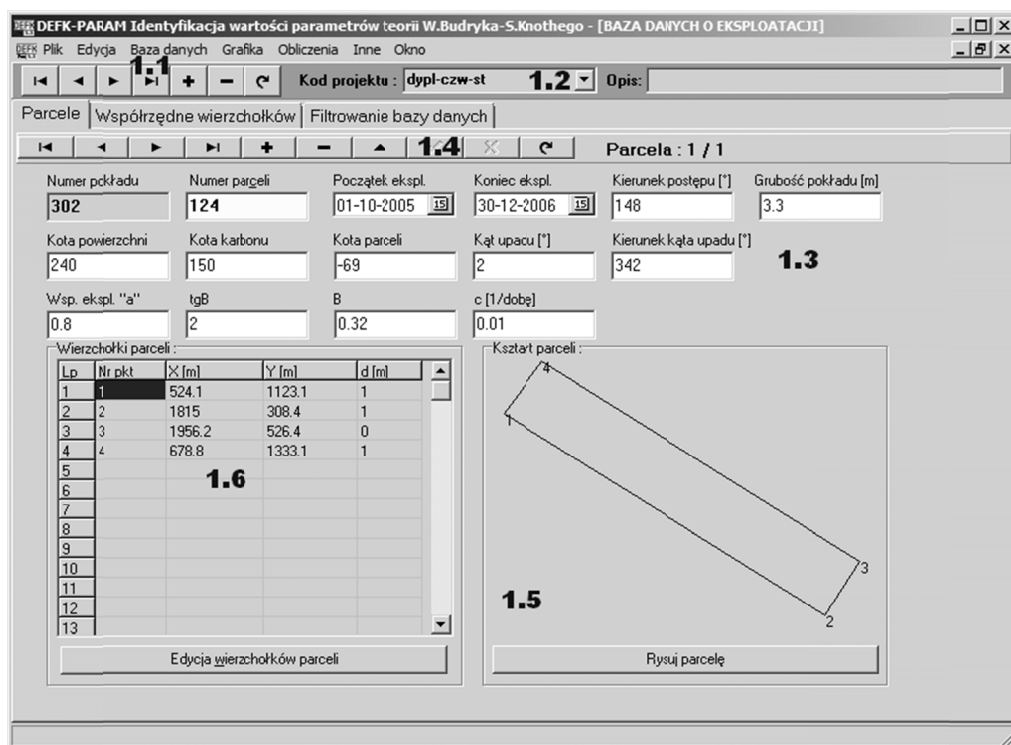 DEFK-PARAM Identyfikacja wartości parametrów teorii W.Budryka-S.Knothego - [BAZA DANYCH O EKSPLOATACJI]
Plik Edycja Baza danych Grafika Obliczenia Inne Okno
1.1
Kod projektu : dypl-czw-st 1.2 Opis:
Parcele Współrzędne wierzchołków Filtrowanie bazy danych
1.4 Parcela : 1 / 1
Numer pokładu Numer parceli Początek ekspl. Koniec ekspl. Kierunek postępu [°] Grubość pokładu [m]
302 124 01-10-2005 15 30-12-2006 15 148 3.3
Kota powierzchni Kota karbonu Kota parceli Kąt upacu [°] Kierunek kąta upadu [°]
240 150 -69 2 342 1.3
Wsp. ekspl. "a" tgB B c [1/dobę]
0.8 2 0.32 0.01
Wierzchołki parceli : Kształt parceli :
Lp Nr pkt X [m] Y [m] d [m]
1 1 524.1 1123.1 1
2 2 1815 308.4 1
3 3 1956.2 526.4 0
4 4 678.8 1333.1 1
5
6
7
8
9
10
11
12
13
1.6
4
1
3
2
1.5
Edycja wierzchołków parceli Rysuj parcelę